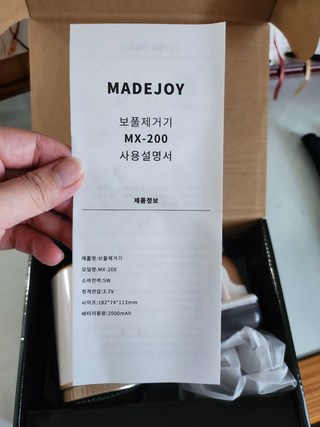 MADEJOY
보풀제거기
MX-200
사용설명서
제품정보
제품명:보풀제거기
모델명:MX-200
소비전력:5W
정격전압:3.7V
사이즈:182*74*113mm
배터리용량:2000mAh